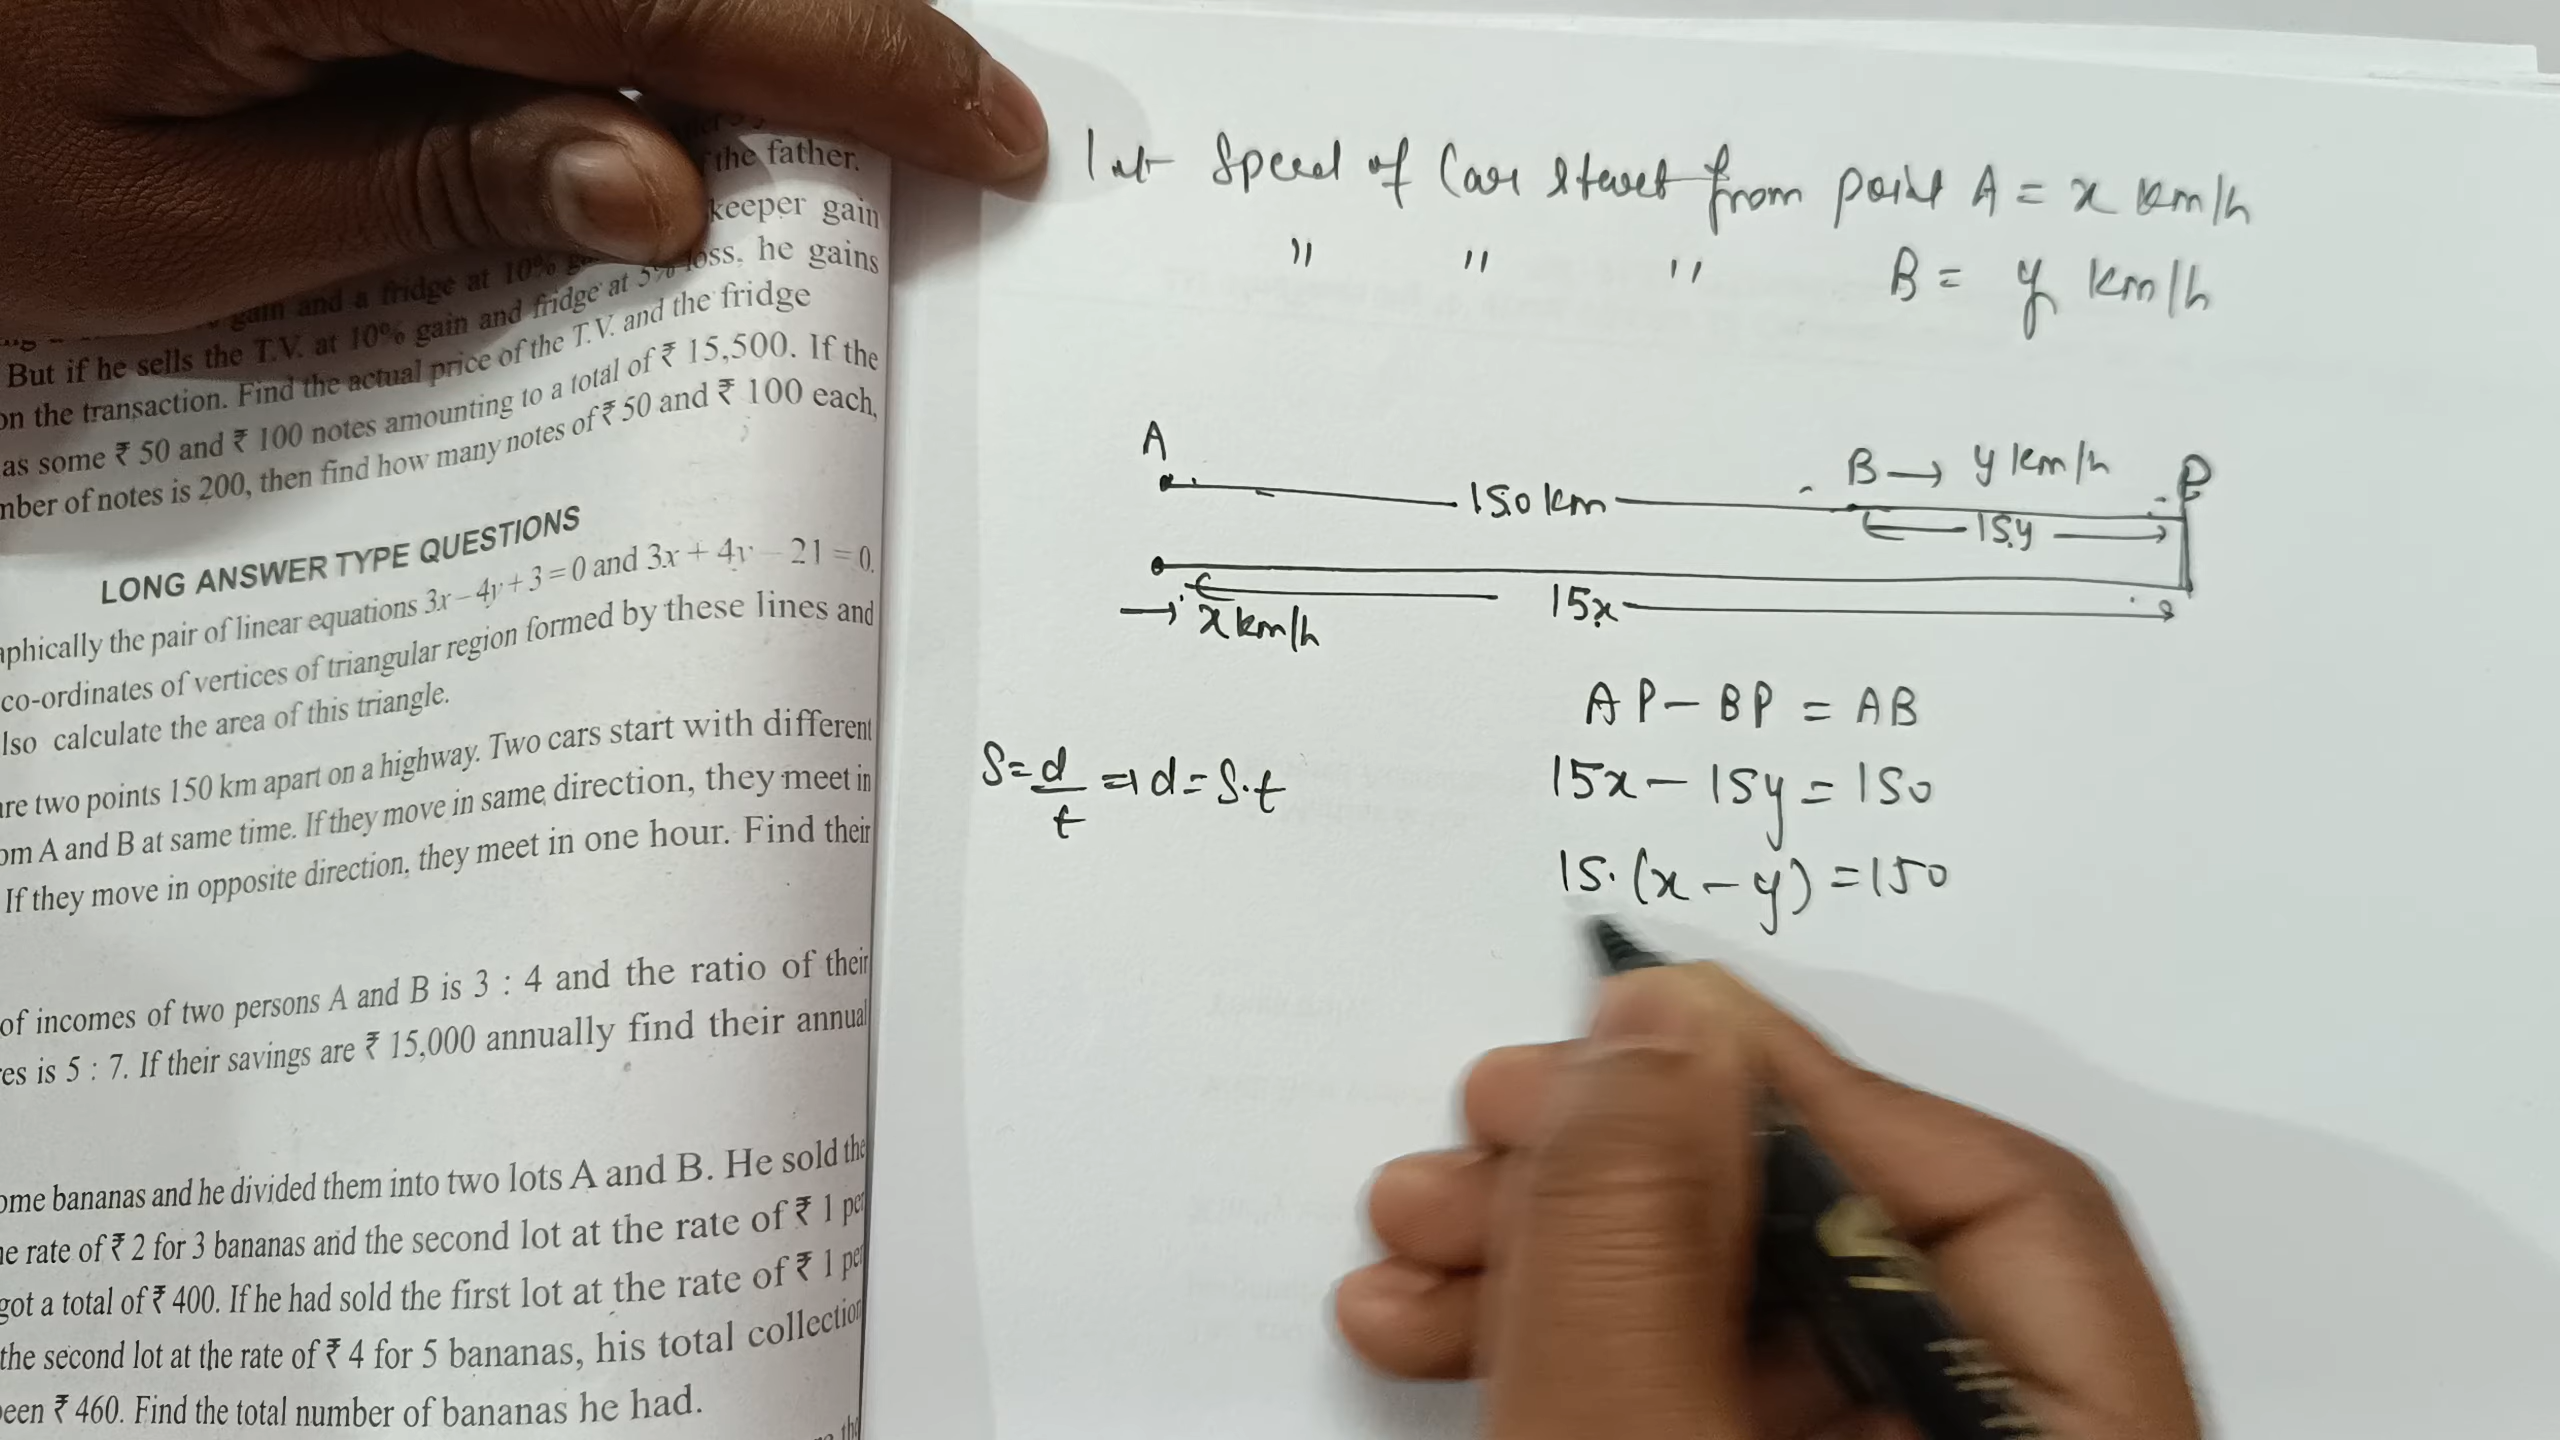 the father.
keeper gain
gain and a fridge at 10% loss, he gains
But if he sells the T.V. at 10% gain and fridge at 5%
on the transaction. Find the actual price of the T.V. and the fridge
as some ₹ 50 and ₹ 100 notes amounting to a total of ₹ 15,500. If the
mber of notes is 200, then find how many notes of ₹ 50 and ₹ 100 each,
LONG ANSWER TYPE QUESTIONS
aphically the pair of linear equations 3x – 4y + 3 = 0 and 3x + 4y – 21 = 0.
co-ordinates of vertices of triangular region formed by these lines and
lso calculate the area of this triangle.
are two points 150 km apart on a highway. Two cars start with different
om A and B at same time. If they move in same direction, they meet in
If they move in opposite direction, they meet in one hour. Find their
of incomes of two persons A and B is 3 : 4 and the ratio of their
es is 5 : 7. If their savings are ₹ 15,000 annually find their annual
ome bananas and he divided them into two lots A and B. He sold the
he rate of ₹ 2 for 3 bananas and the second lot at the rate of ₹ 1 per
got a total of ₹ 400. If he had sold the first lot at the rate of ₹ 1 per
the second lot at the rate of ₹ 4 for 5 bananas, his total collection
been ₹ 460. Find the total number of bananas he had.
let Speed of Car start from point A = x km/h
" " " B = y km/h
A B → y km/h P
150 km
15y
15x
→ x km/h
AP – BP = AB
S = d/t ⇒ d = S.t
15x – 15y = 150
15.(x – y) = 150